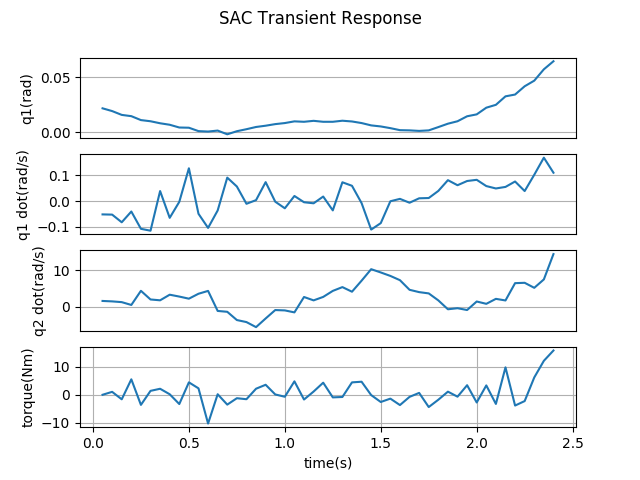 SAC Transient Response
q1(rad)
0.05
0.00
q1 dot(rad/s)
0.1
0.0
−0.1
q2 dot(rad/s)
10
0
torque(Nm)
10
0
−10
0.0 0.5 1.0 1.5 2.0 2.5
time(s)